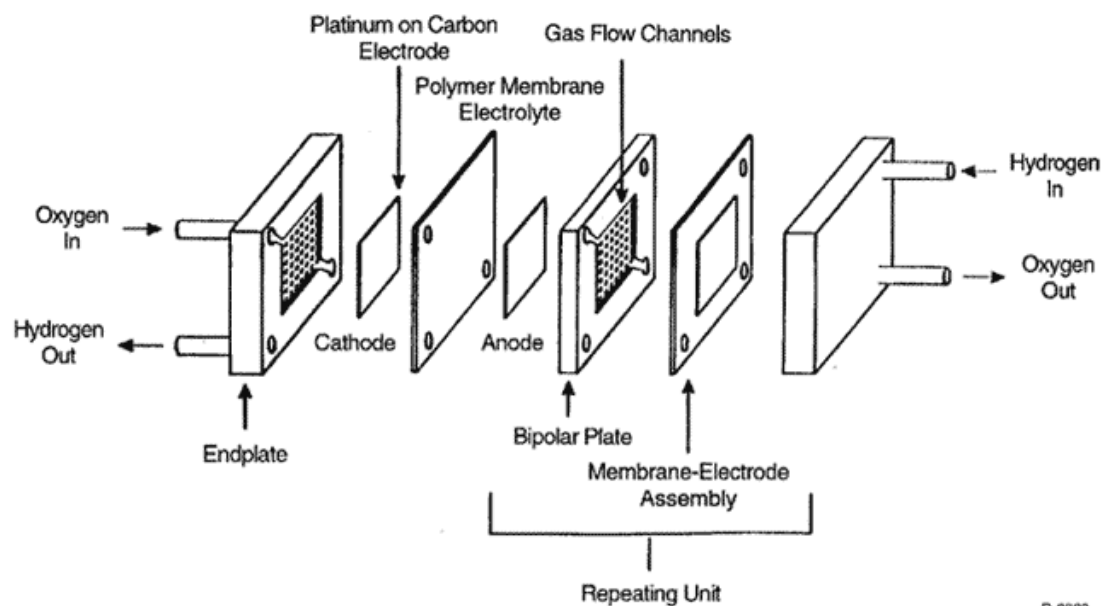 Platinum on Carbon
Electrode
Gas Flow Channels
Polymer Membrane
Electrolyte
Oxygen
In
Hydrogen
In
Hydrogen
Out
Cathode
Anode
Oxygen
Out
Endplate
Bipolar Plate
Membrane-Electrode
Assembly
Repeating Unit